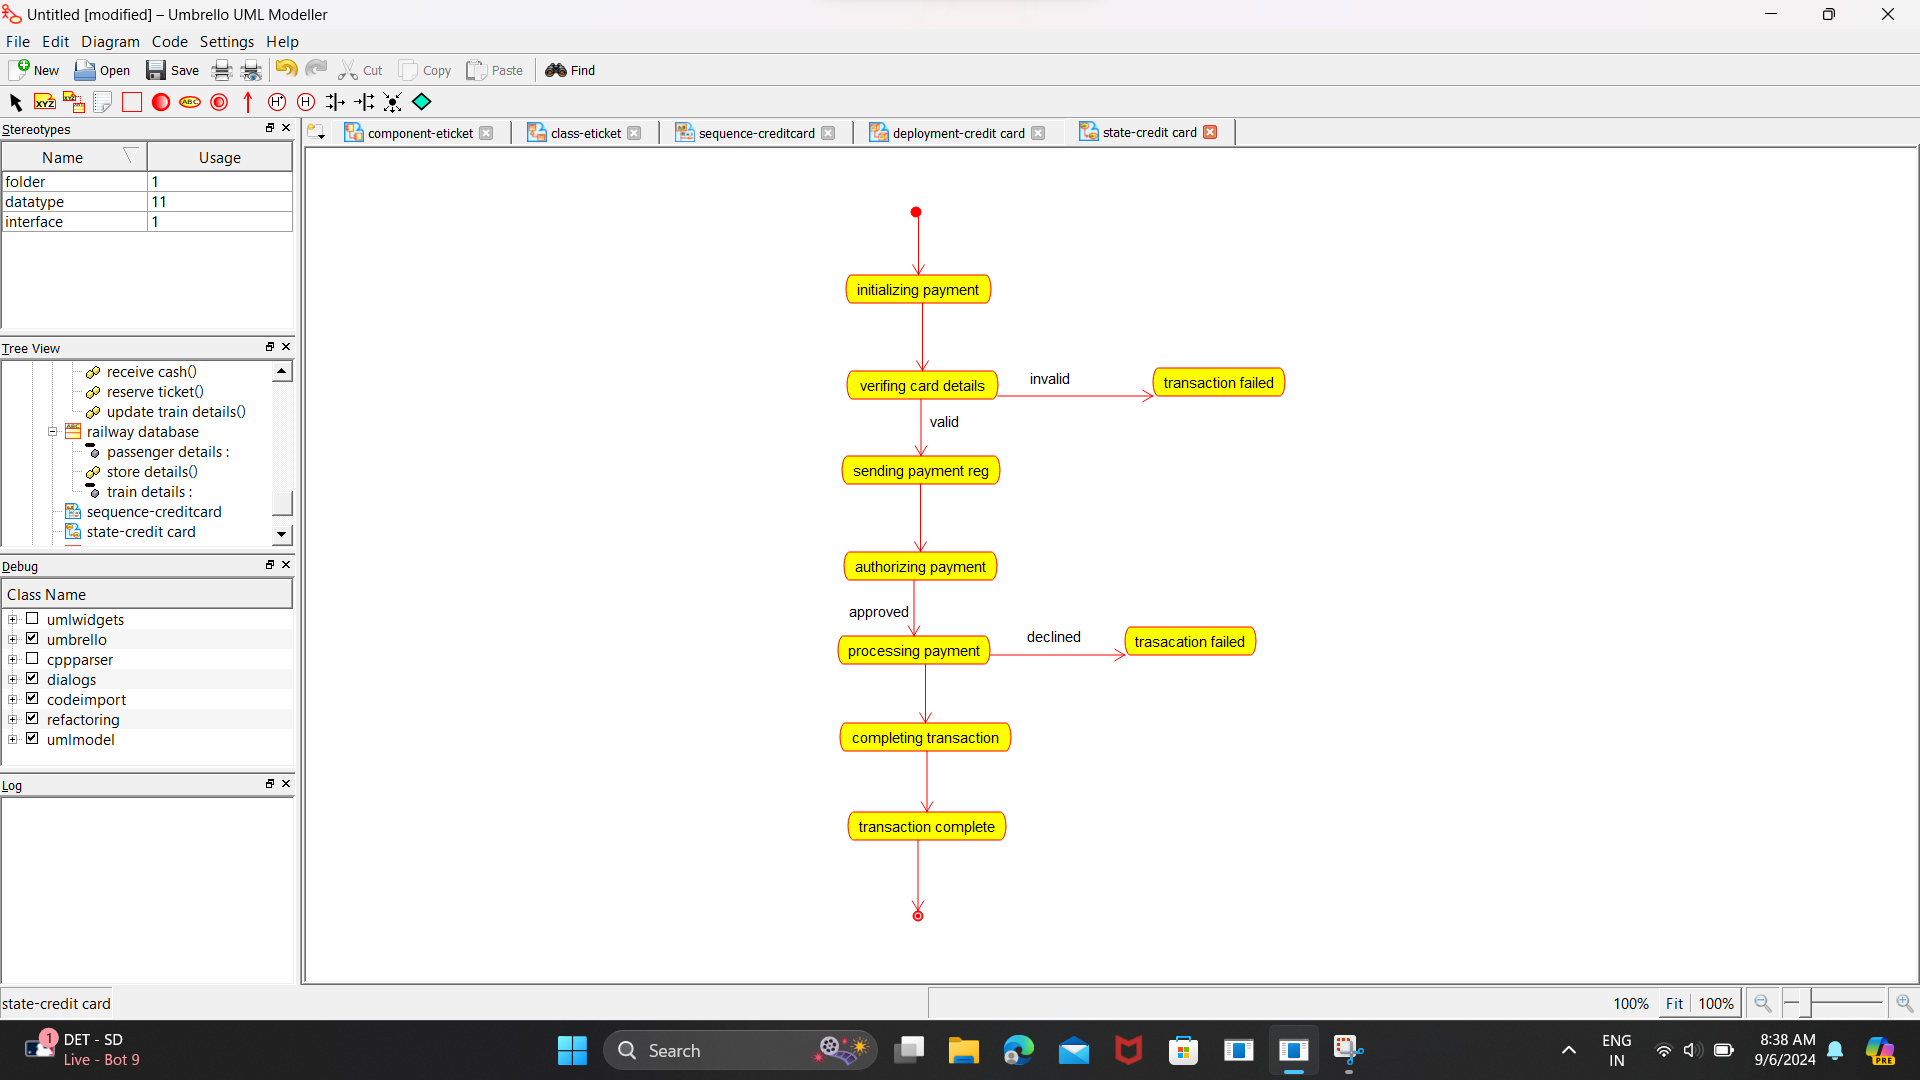 Untitled [modified] – Umbrello UML Modeller
File Edit Diagram Code Settings Help
New Open Save Cut Copy Paste Find
XYZ XYZ ABC H* H
Stereotypes
component-eticket class-eticket sequence-creditcard deployment-credit card state-credit card
Name Usage
folder 1
datatype 11
interface 1
Tree View
receive cash()
reserve ticket()
update train details()
railway database
passenger details :
store details()
train details :
sequence-creditcard
state-credit card
Debug
Class Name
umlwidgets
umbrello
cppparser
dialogs
codeimport
refactoring
umlmodel
Log
initializing payment
verifing card details
invalid
transaction failed
valid
sending payment reg
authorizing payment
approved
processing payment
declined
trasacation failed
completing transaction
transaction complete
state-credit card
100% Fit 100%
1 DET - SD
Live - Bot 9
Search
ENG
IN
8:38 AM
9/6/2024
PRE